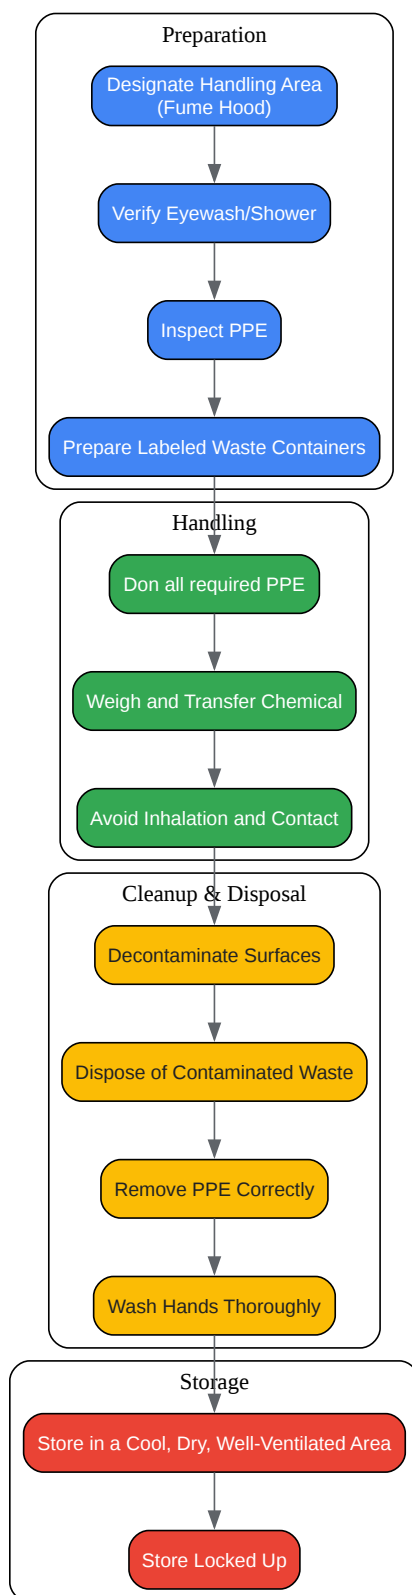 Preparation
Designate Handling Area
(Fume Hood)
Verify Eyewash/Shower
Inspect PPE
Prepare Labeled Waste Containers
Handling
Don all required PPE
Weigh and Transfer Chemical
Avoid Inhalation and Contact
Cleanup & Disposal
Decontaminate Surfaces
Dispose of Contaminated Waste
Remove PPE Correctly
Wash Hands Thoroughly
Storage
Store in a Cool, Dry, Well-Ventilated Area
Store Locked Up